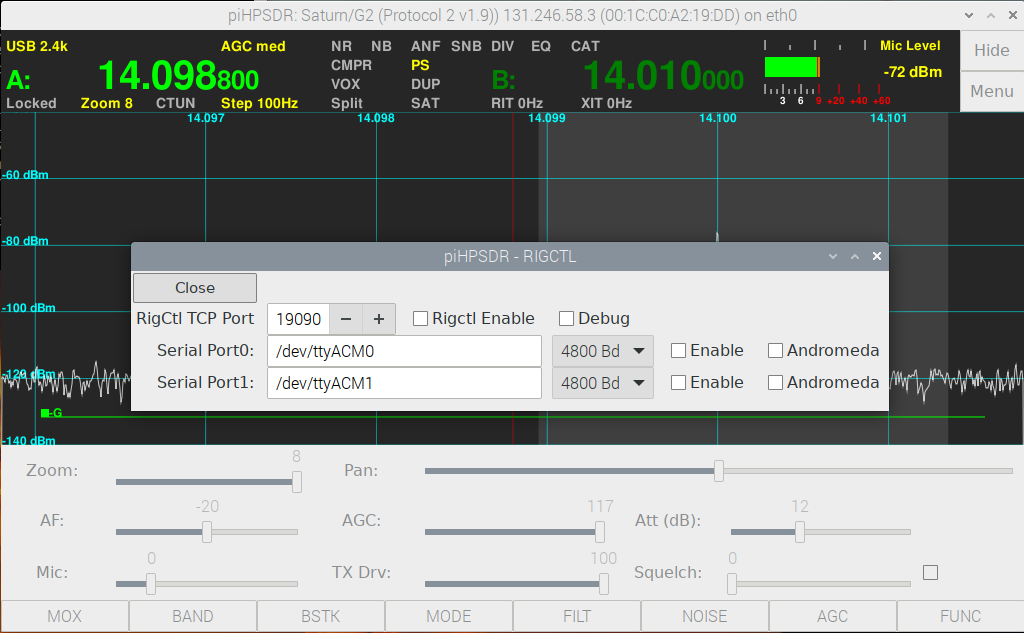 piHPSDR: Saturn/G2 (Protocol 2 v1.9)) 131.246.58.3 (00:1C:C0:A2:19:DD) on eth0
USB 2.4k AGC med NR NB ANF SNB DIV EQ CAT Mic Level Hide
A: 14.098800 CMPR PS B: 14.010000 -72 dBm
VOX DUP Menu
Locked Zoom 8 CTUN Step 100Hz Split SAT RIT 0Hz XIT 0Hz 3 6 9 +20 +40 +60
14.097 14.098 14.099 14.100 14.101
-60 dBm
-80 dBm
piHPSDR - RIGCTL
Close
-100 dBm
RigCtl TCP Port 19090 − + Rigctl Enable Debug
Serial Port0: /dev/ttyACM0 4800 Bd Enable Andromeda
-120 dBm
Serial Port1: /dev/ttyACM1 4800 Bd Enable Andromeda
-G
-140 dBm
Zoom: 8 Pan:
AF: -20 AGC: 117 Att (dB): 12
Mic: 0 TX Drv: 100 Squelch: 0
MOX BAND BSTK MODE FILT NOISE AGC FUNC